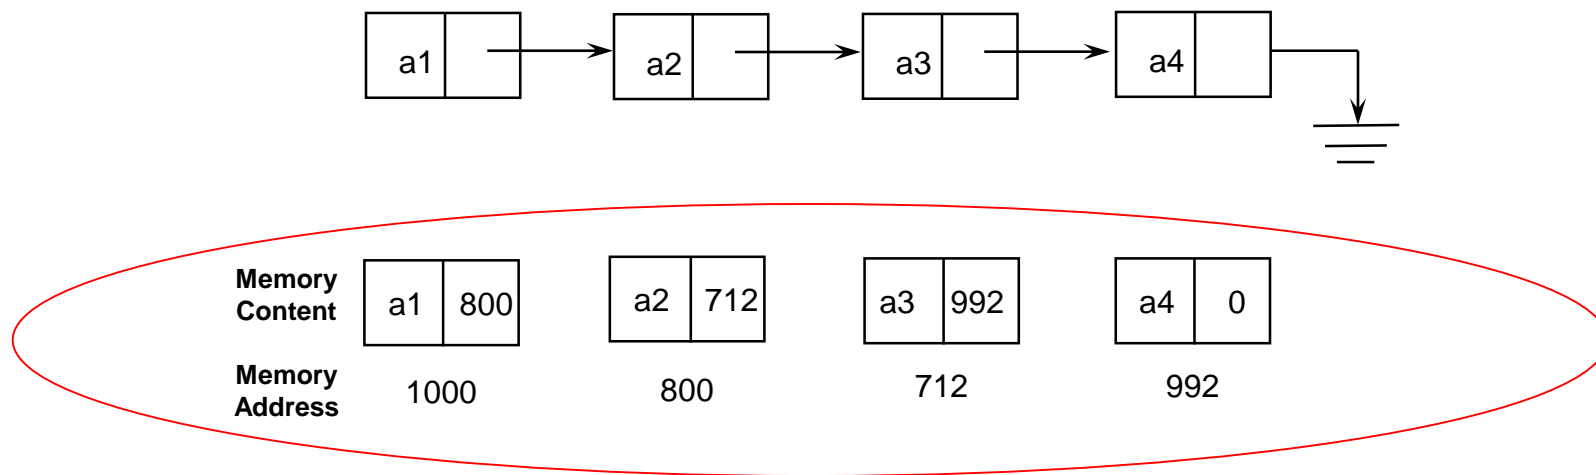 a1 a2 a3 a4
Memory Content a1 800 a2 712 a3 992 a4 0
Memory Address 1000 800 712 992